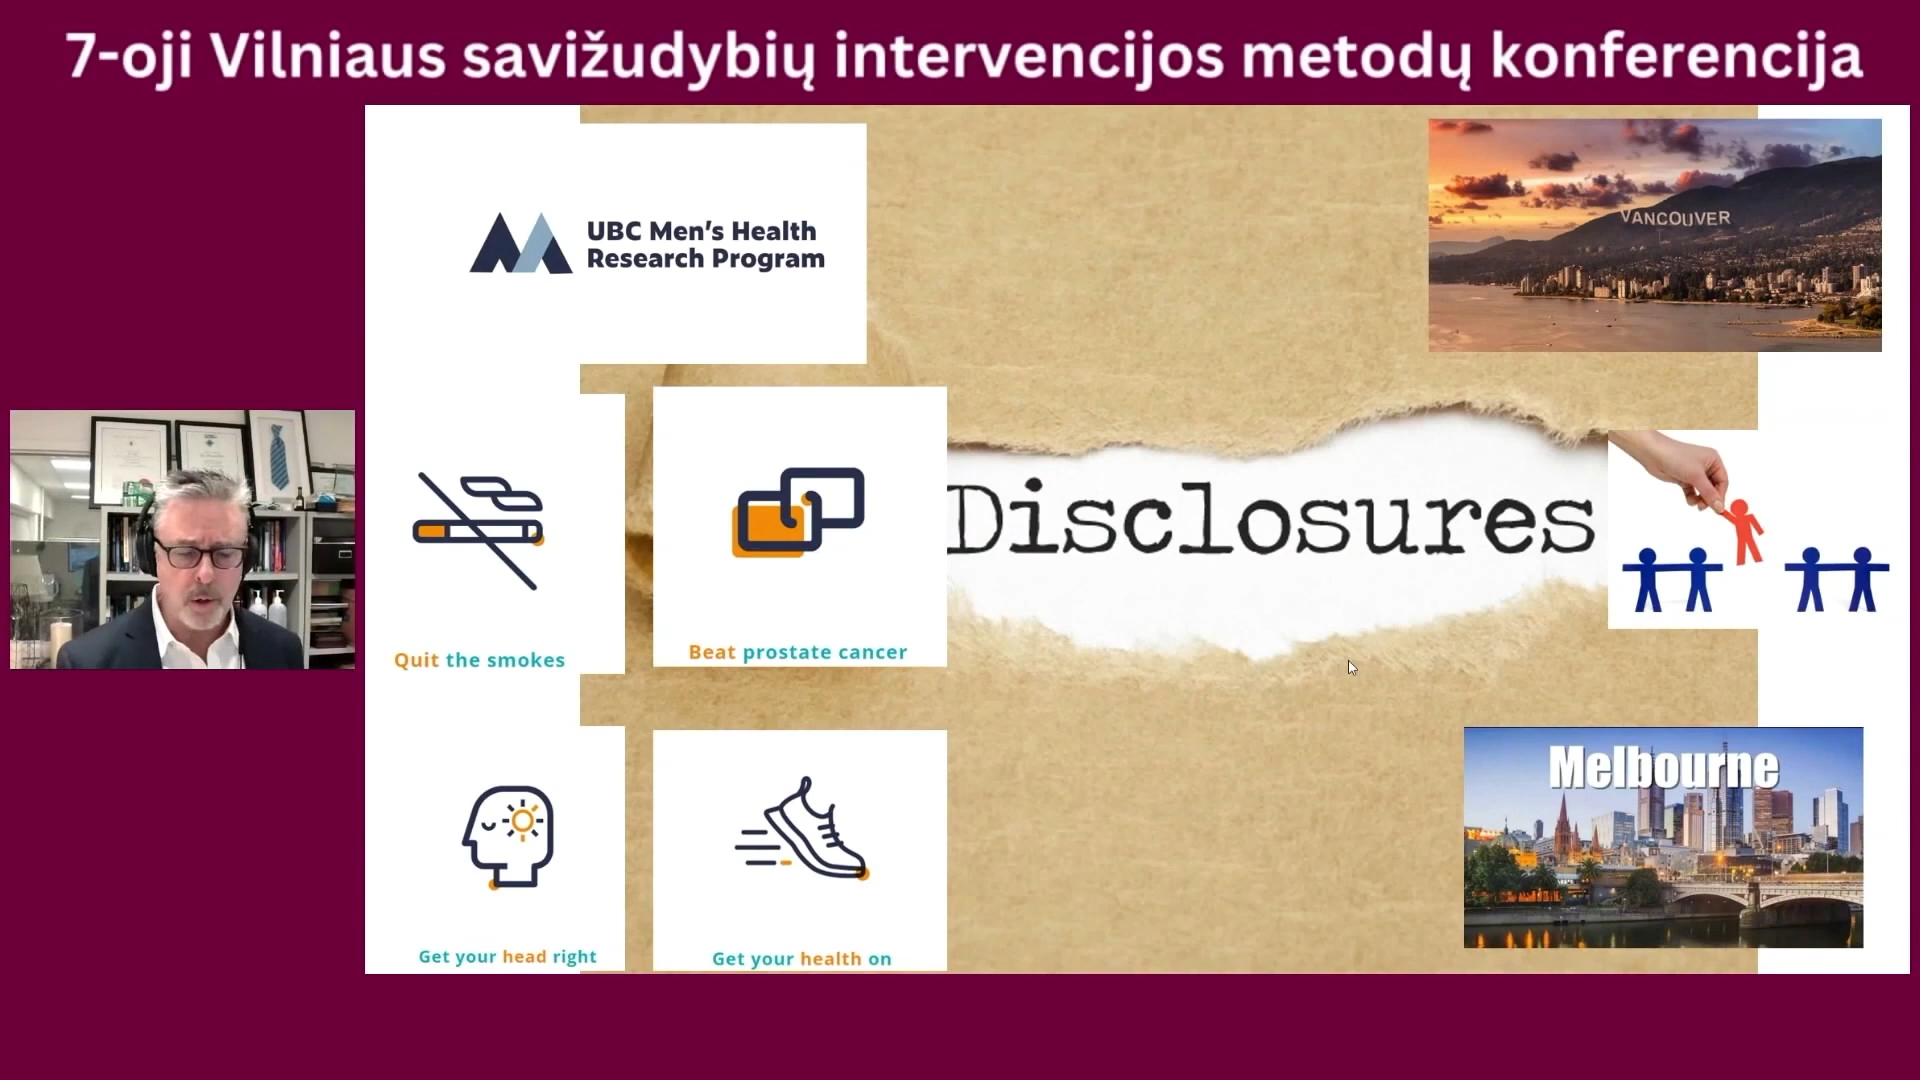 7-oji Vilniaus savižudybių intervencijos metodų konferencija
UBC Men's Health
Research Program
VANCOUVER
Disclosures
Quit the smokes
Beat prostate cancer
Melbourne
Get your head right
Get your health on